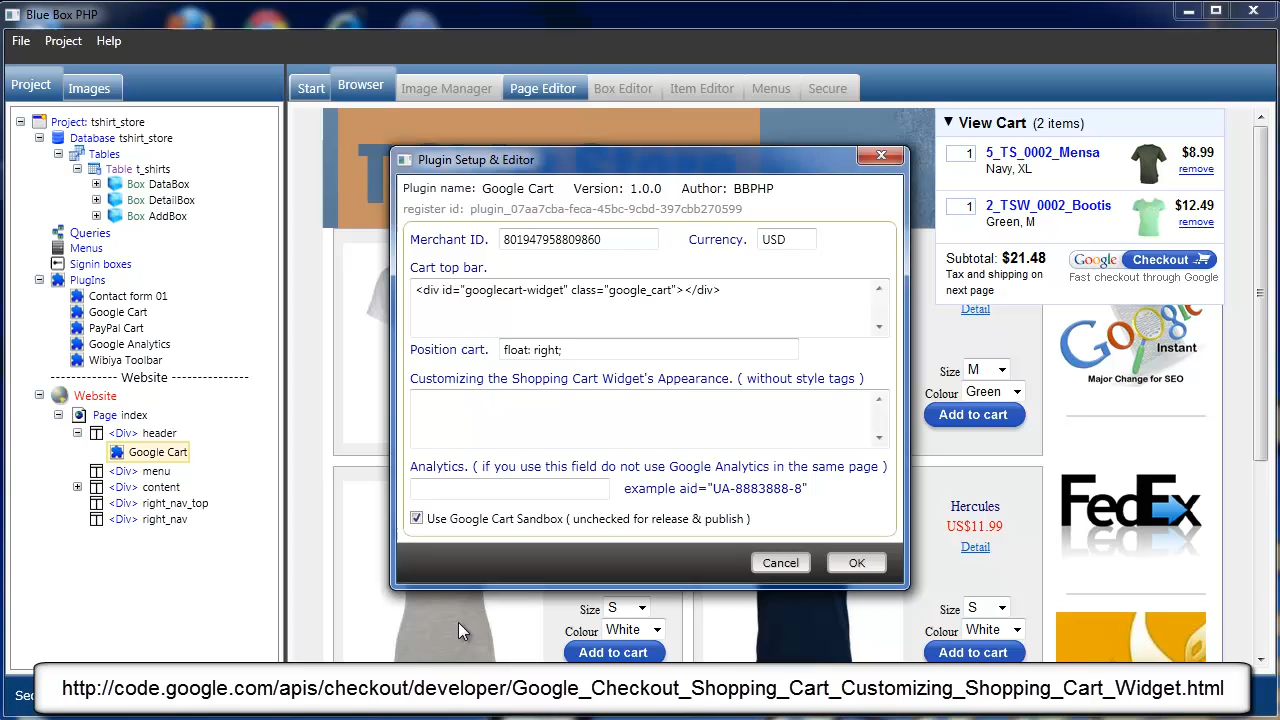 Blue Box PHP
File Project Help
Project Images
Start Browser Image Manager Page Editor Box Editor Item Editor Menus Secure
Project: tshirt_store
Database tshirt_store
Tables
Table t_shirts
Box DataBox
Box DetailBox
Box AddBox
Queries
Menus
Signin boxes
PlugIns
Contact form 01
Google Cart
PayPal Cart
Google Analytics
Wibiya Toolbar
------------ Website ---------------
Website
Page index
<Div> header
Google Cart
<Div> menu
<Div> content
<Div> right_nav_top
<Div> right_nav
Plugin Setup & Editor
Plugin name: Google Cart Version: 1.0.0 Author: BBPHP
register id: plugin_07aa7cba-feca-45bc-9cbd-397cbb270599
Merchant ID. 801947958809860 Currency. USD
Cart top bar.
<div id="googlecart-widget" class="google_cart"></div>
Position cart. float: right;
Customizing the Shopping Cart Widget's Appearance. ( without style tags )
Analytics. ( if you use this field do not use Google Analytics in the same page )
example aid="UA-8883888-8"
Use Google Cart Sandbox ( unchecked for release & publish )
Cancel OK
View Cart (2 items)
1 5_TS_0002_Mensa $8.99
Navy, XL remove
1 2_TSW_0002_Bootis $12.49
Green, M remove
Subtotal: $21.48 Google Checkout
Tax and shipping on Fast checkout through Google
next page
Detail
Size M
Colour Green
Add to cart
Google
Instant
Major Change for SEO
Hercules
US$11.99
Detail
FedEx
Size S
Colour White
Add to cart
Size S
Colour White
Add to cart
http://code.google.com/apis/checkout/developer/Google_Checkout_Shopping_Cart_Customizing_Shopping_Cart_Widget.html